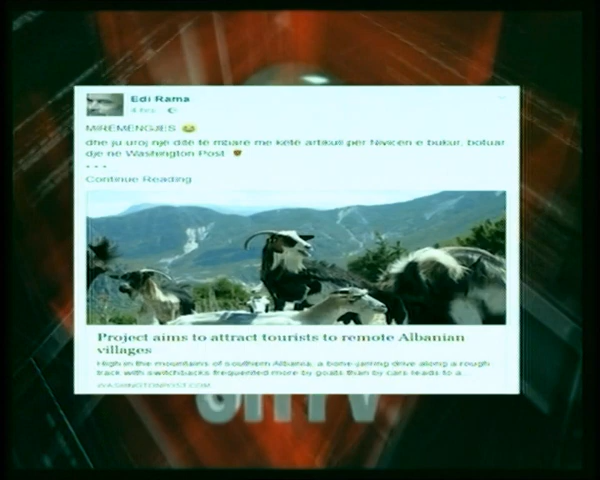 Edi Rama
4 hrs
MIRËMËNGJES
dhe ju uroj një ditë të mbarë me këtë artikull për Nivicën e bukur, botuar
dje në Washington Post
...
Continue Reading
Project aims to attract tourists to remote Albanian
villages
High in the mountains of southern Albania, a bone-jarring drive along a rough
track with switchbacks frequented more by goats than by cars leads to a...
WASHINGTONPOST.COM